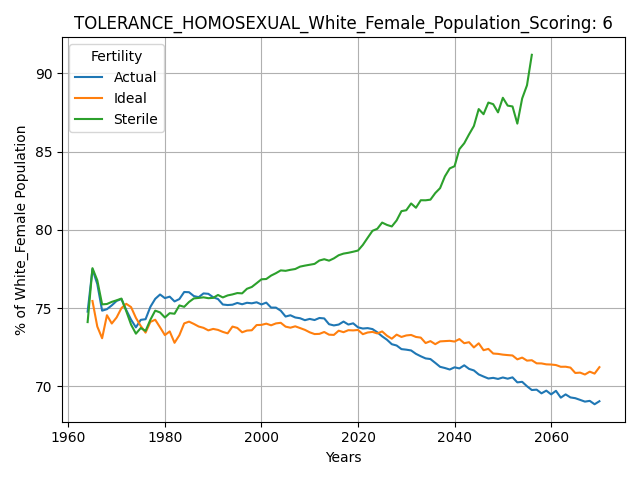 TOLERANCE_HOMOSEXUAL_White_Female_Population_Scoring: 6
Fertility
Actual
Ideal
Sterile
% of White_Female Population
90
85
80
75
70
1960
1980
2000
2020
2040
2060
Years